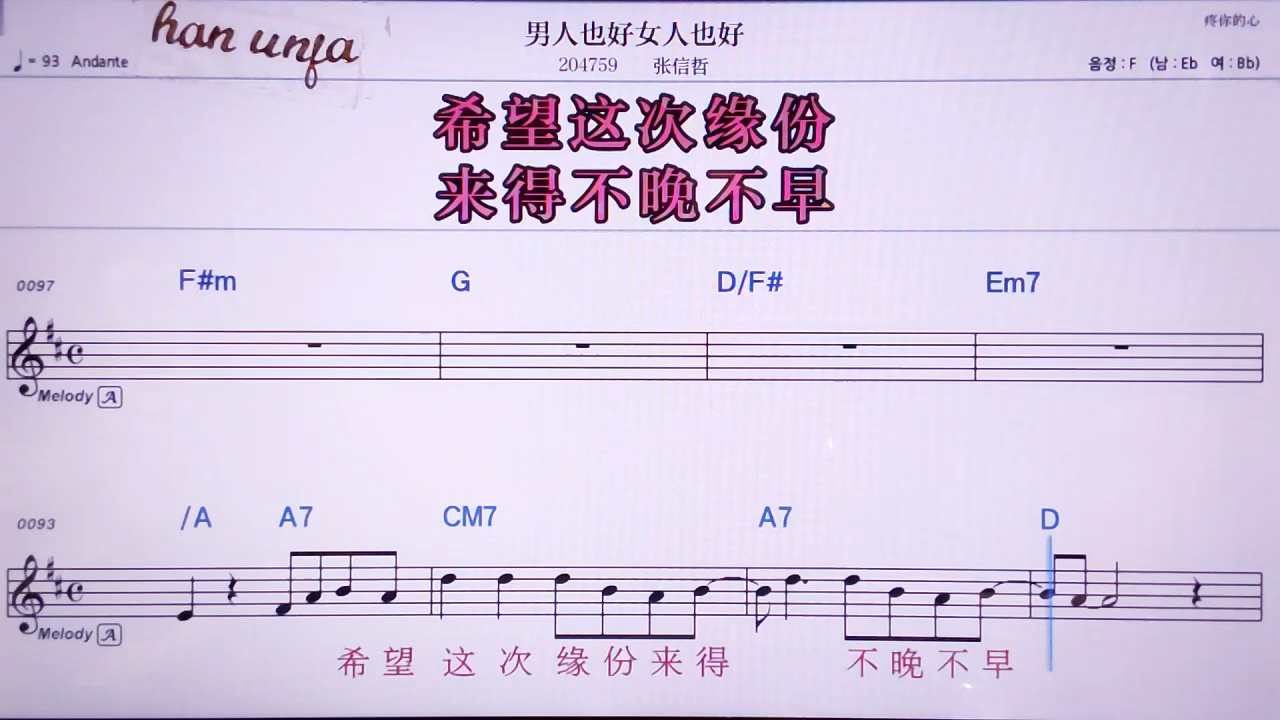 han unfa
男人也好女人也好
疼你的心
♩= 93 Andante
204759 张信哲
음정 : F (남 : Eb 여 : Bb)
希望这次缘份
来得不晚不早
0097 F#m G D/F# Em7
Melody A
0093 /A A7 CM7 A7 D
Melody A
希望这次缘份来得 不晚不早